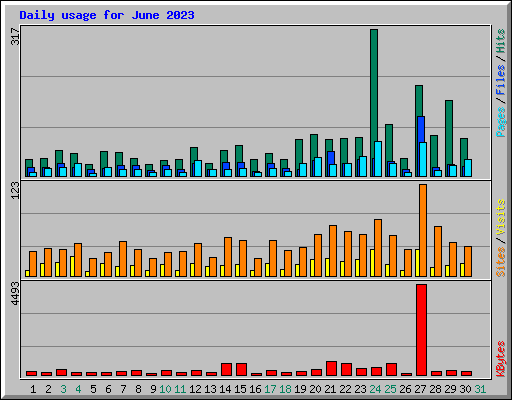 Daily usage for June 2023
317
Pages / Files / Hits
123
Sites / Visits
4493
KBytes
1 2 3 4 5 6 7 8 9 10 11 12 13 14 15 16 17 18 19 20 21 22 23 24 25 26 27 28 29 30 31